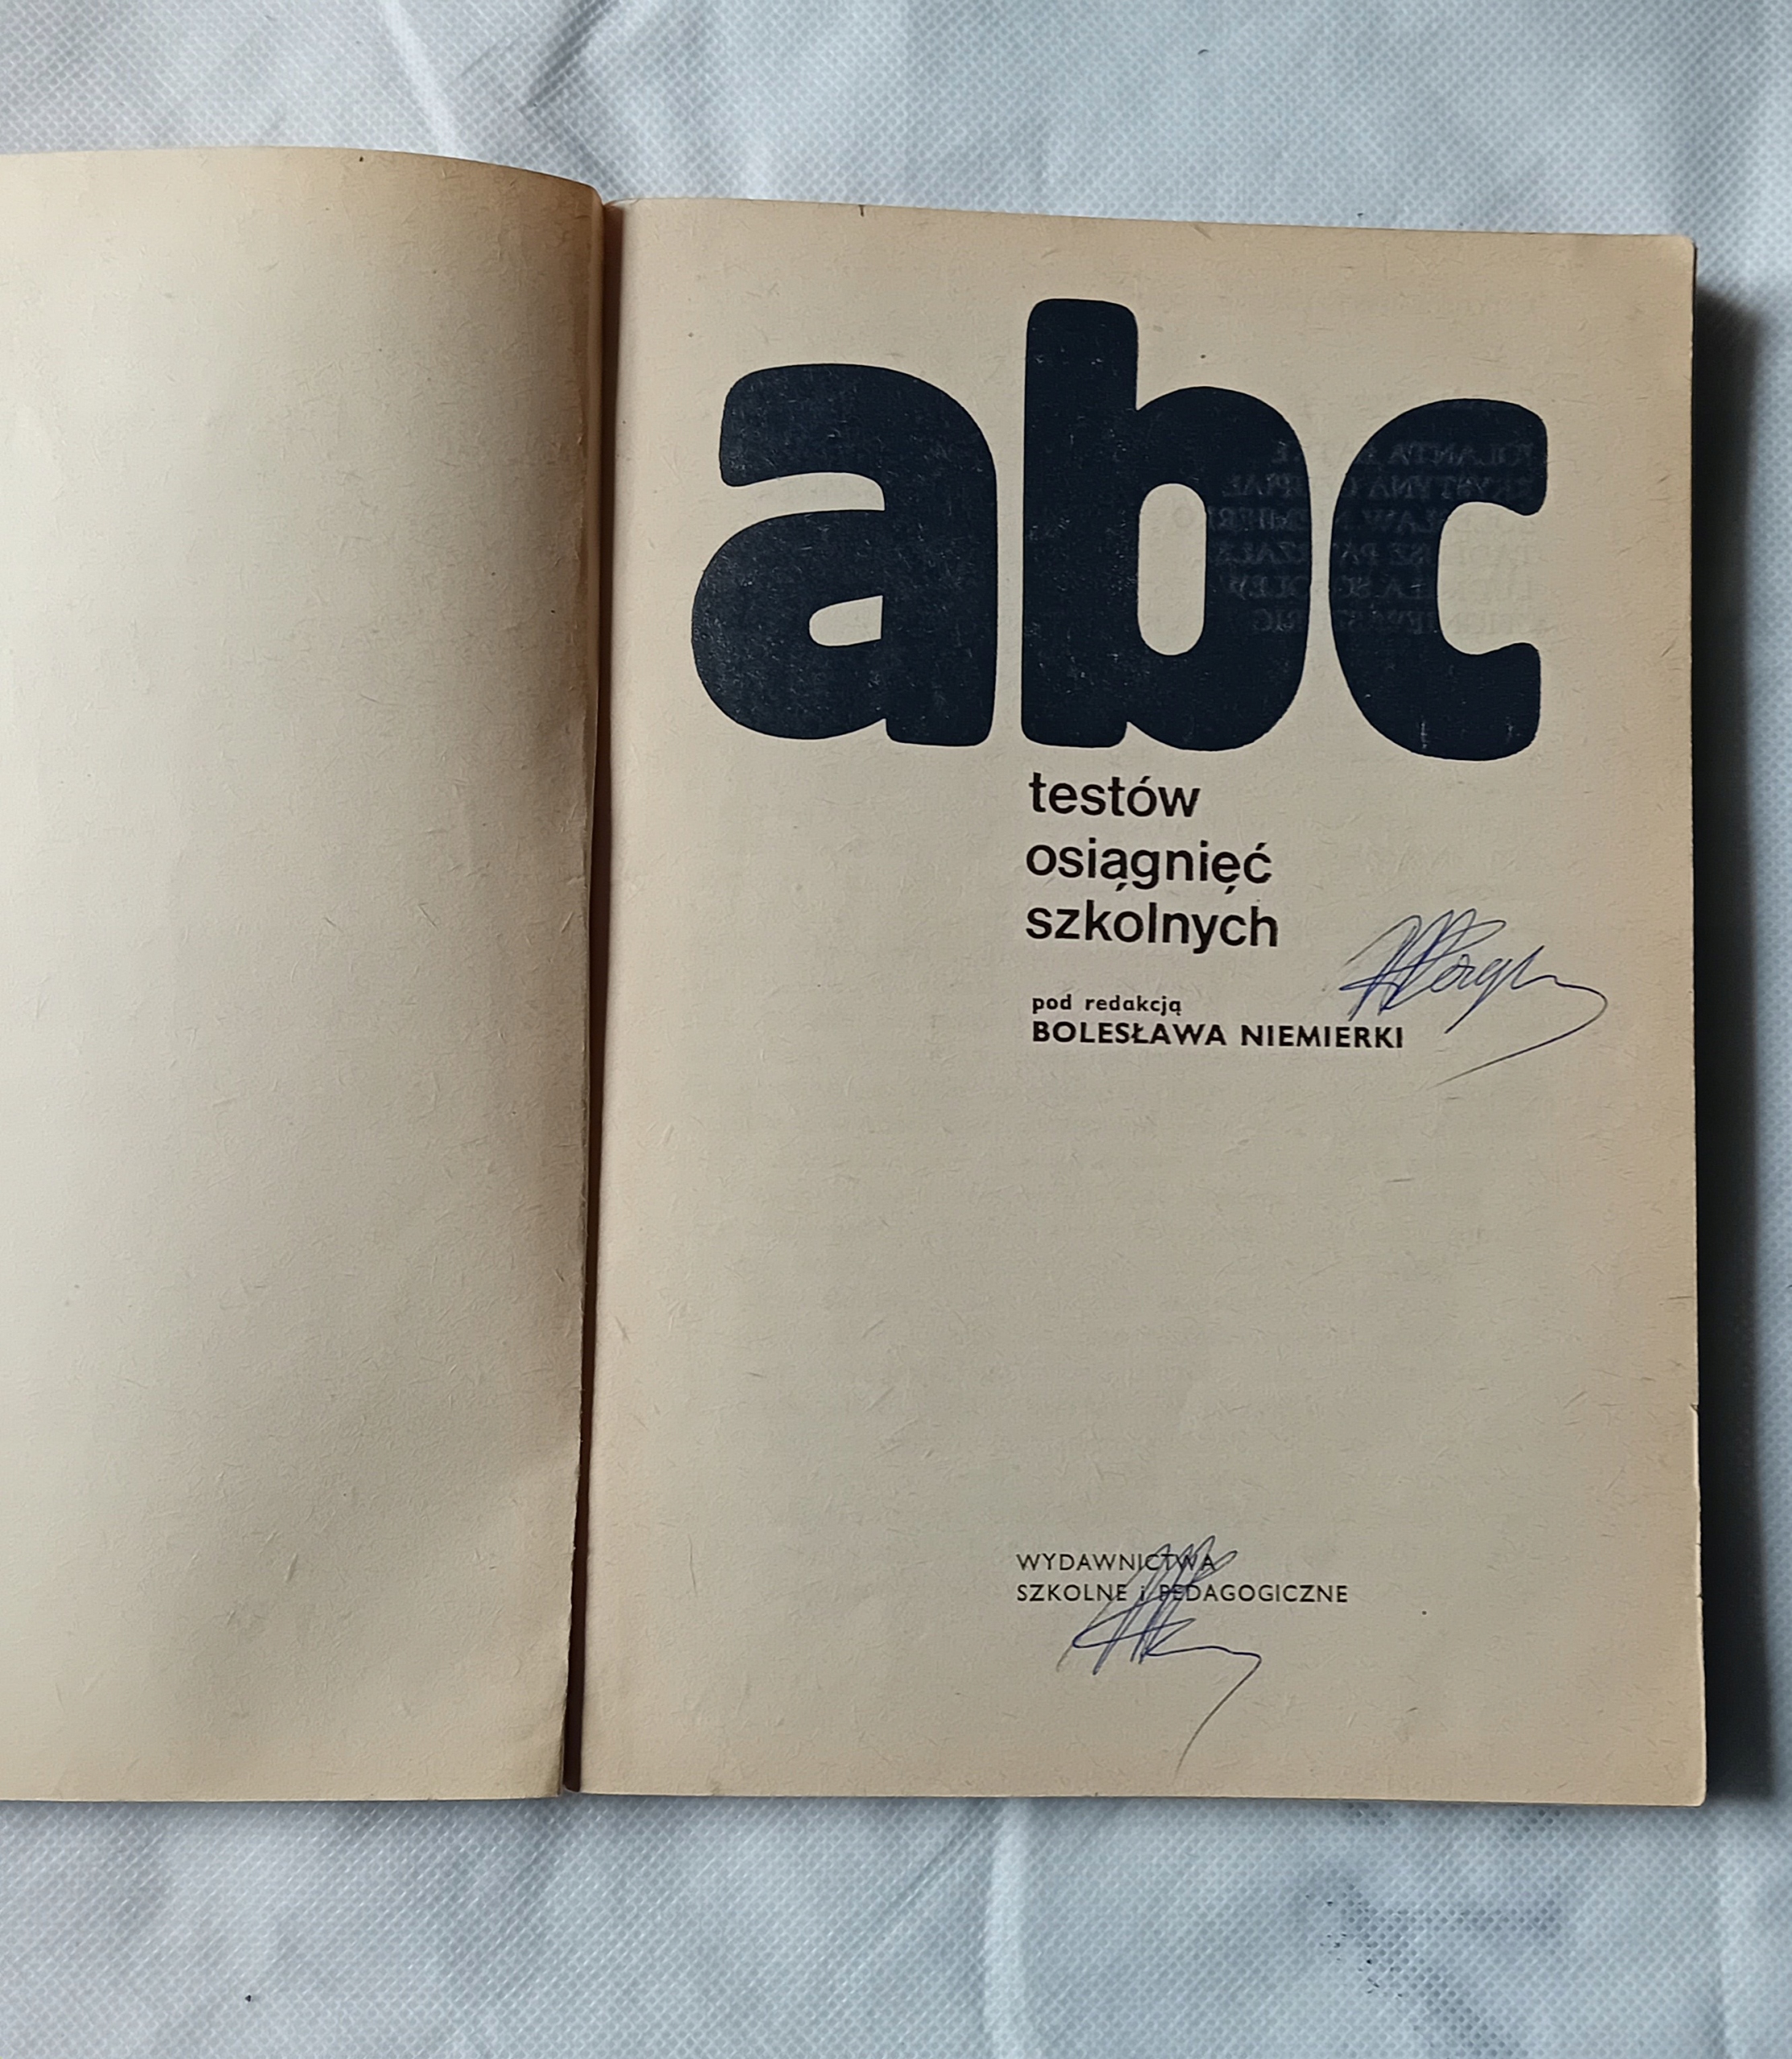 abc
testów
osiągnięć
szkolnych
pod redakcją
BOLESŁAWA NIEMIERKI
WYDAWNICTWA
SZKOLNE i PEDAGOGICZNE